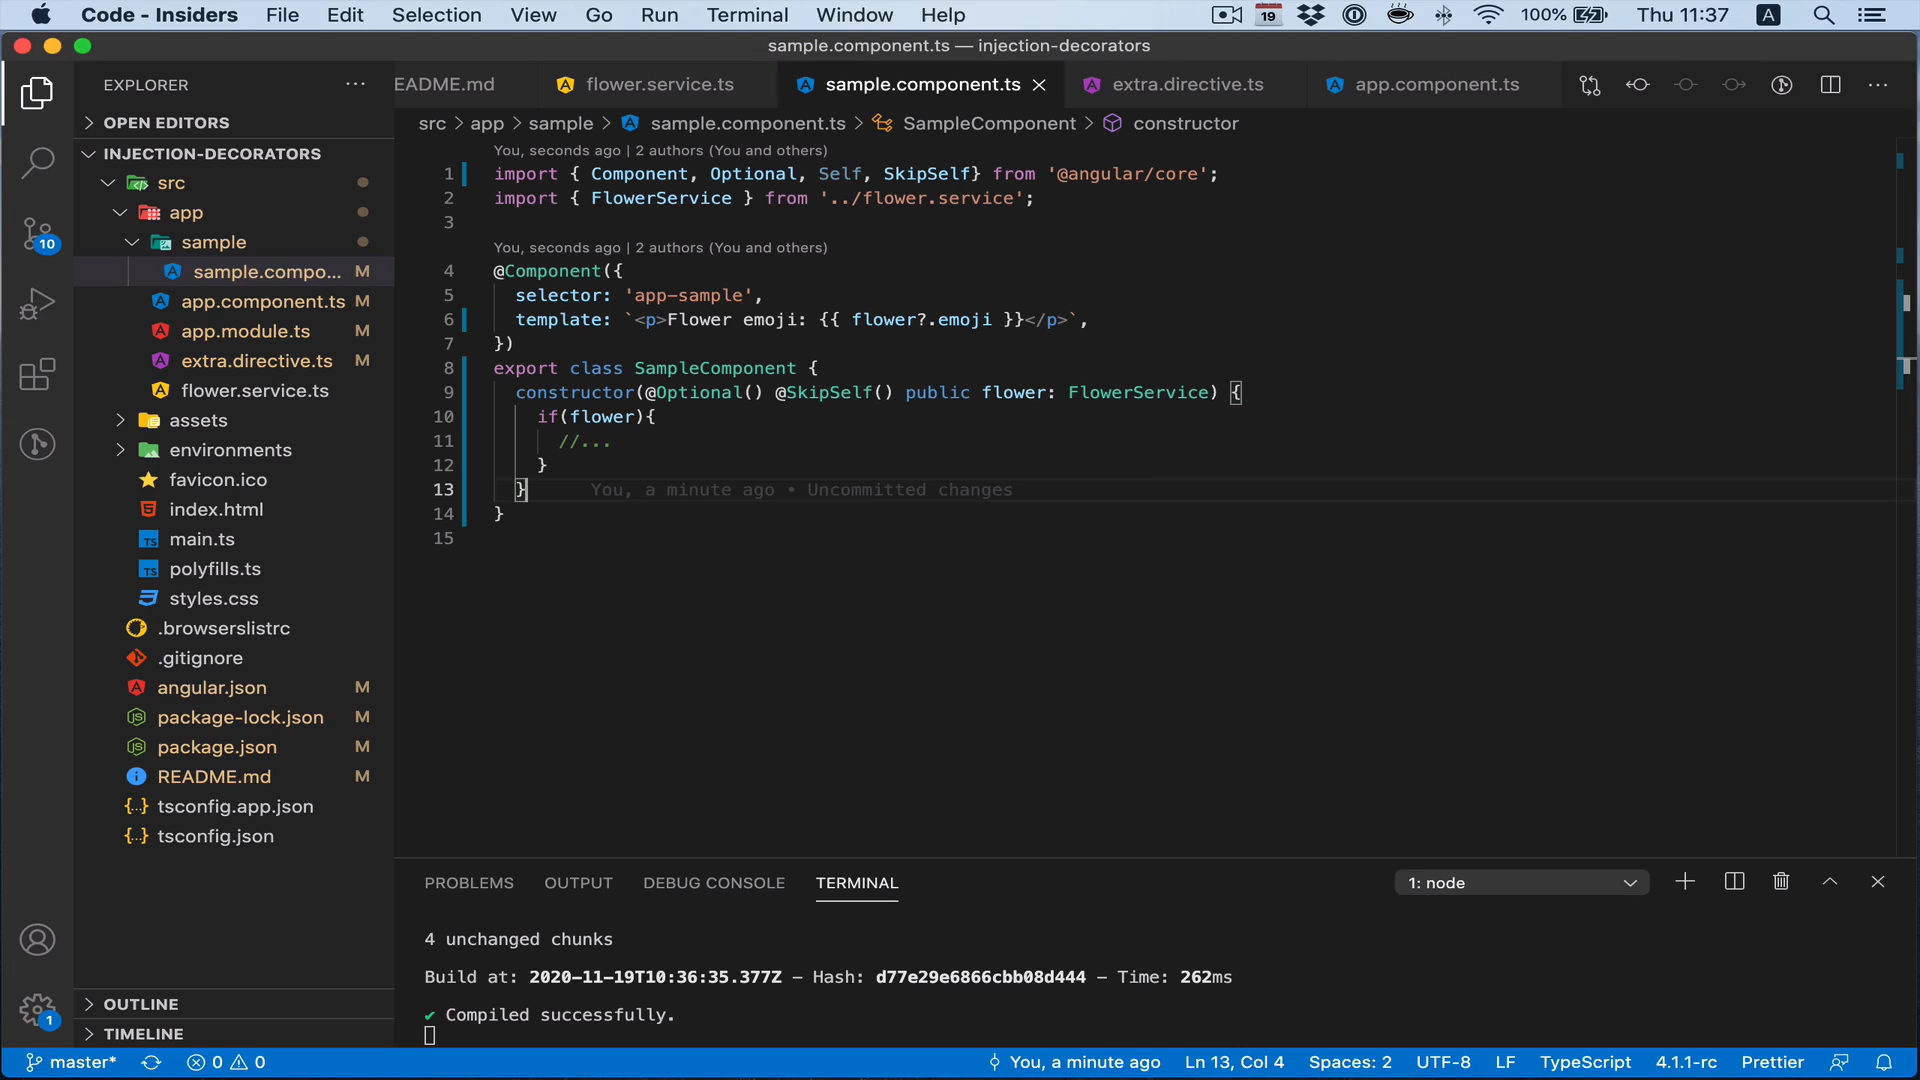 Code - Insiders File Edit Selection View Go Run Terminal Window Help 19 100% Thu 11:37 A
sample.component.ts — injection-decorators
EXPLORER
EADME.md flower.service.ts sample.component.ts extra.directive.ts app.component.ts
OPEN EDITORS
INJECTION-DECORATORS
src
app
sample
sample.compo... M
app.component.ts M
app.module.ts
extra.directive.ts M
flower.service.ts
assets
environments
favicon.ico
index.html
main.ts
polyfills.ts
styles.css
.browserslistrc
.gitignore
angular.json M
package-lock.json M
package.json M
README.md M
tsconfig.app.json
tsconfig.json
OUTLINE
TIMELINE
10
1
src > app > sample > sample.component.ts > SampleComponent > constructor
You, seconds ago | 2 authors (You and others)
1 import { Component, Optional, Self, SkipSelf} from '@angular/core';
2 import { FlowerService } from '../flower.service';
3
You, seconds ago | 2 authors (You and others)
4 @Component({
5 selector: 'app-sample',
6 template: `<p>Flower emoji: {{ flower?.emoji }}</p>`,
7 })
8 export class SampleComponent {
9 constructor(@Optional() @SkipSelf() public flower: FlowerService) {
10 if(flower){
11 //...
12 }
13 } You, a minute ago • Uncommitted changes
14 }
15
PROBLEMS OUTPUT DEBUG CONSOLE TERMINAL 1: node
4 unchanged chunks
Build at: 2020-11-19T10:36:35.377Z - Hash: d77e29e6866cbb08d444 - Time: 262ms
✔ Compiled successfully.
master* 0 0 You, a minute ago Ln 13, Col 4 Spaces: 2 UTF-8 LF TypeScript 4.1.1-rc Prettier